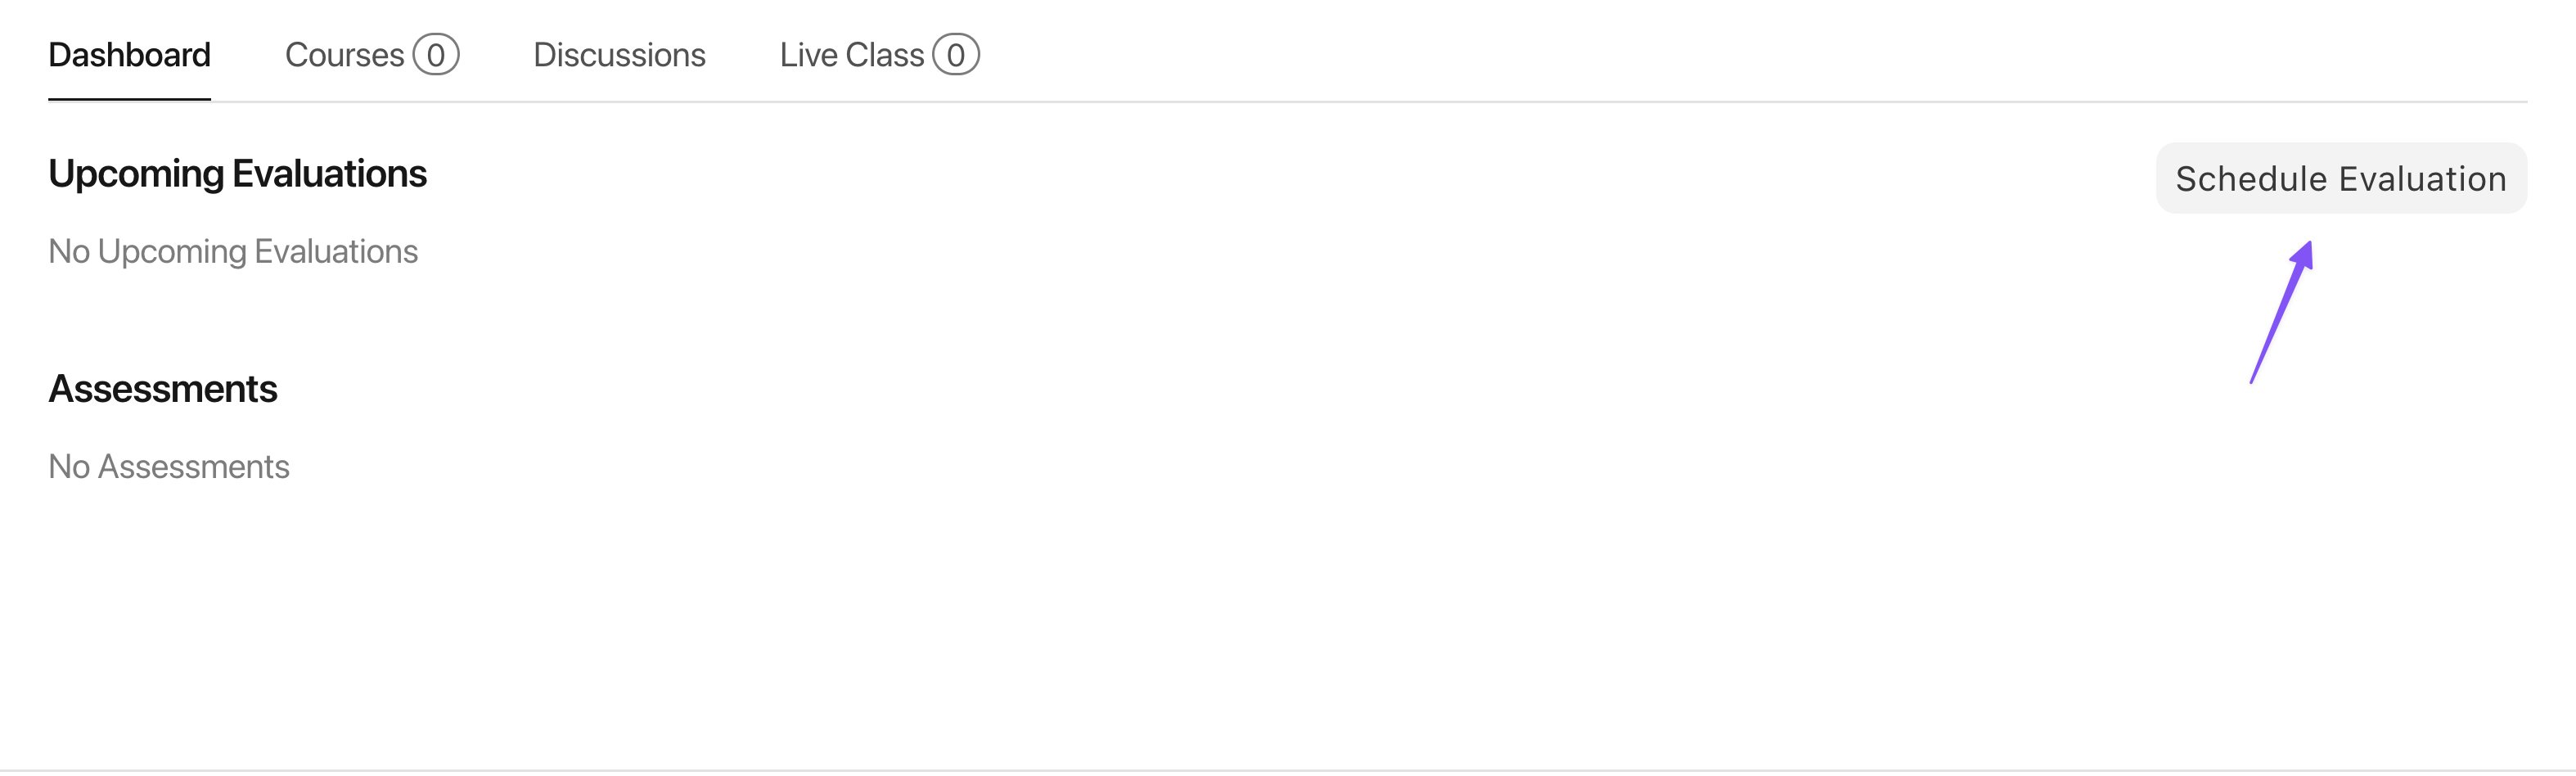 Dashboard Courses 0 Discussions Live Class 0
Upcoming Evaluations Schedule Evaluation
No Upcoming Evaluations
Assessments
No Assessments